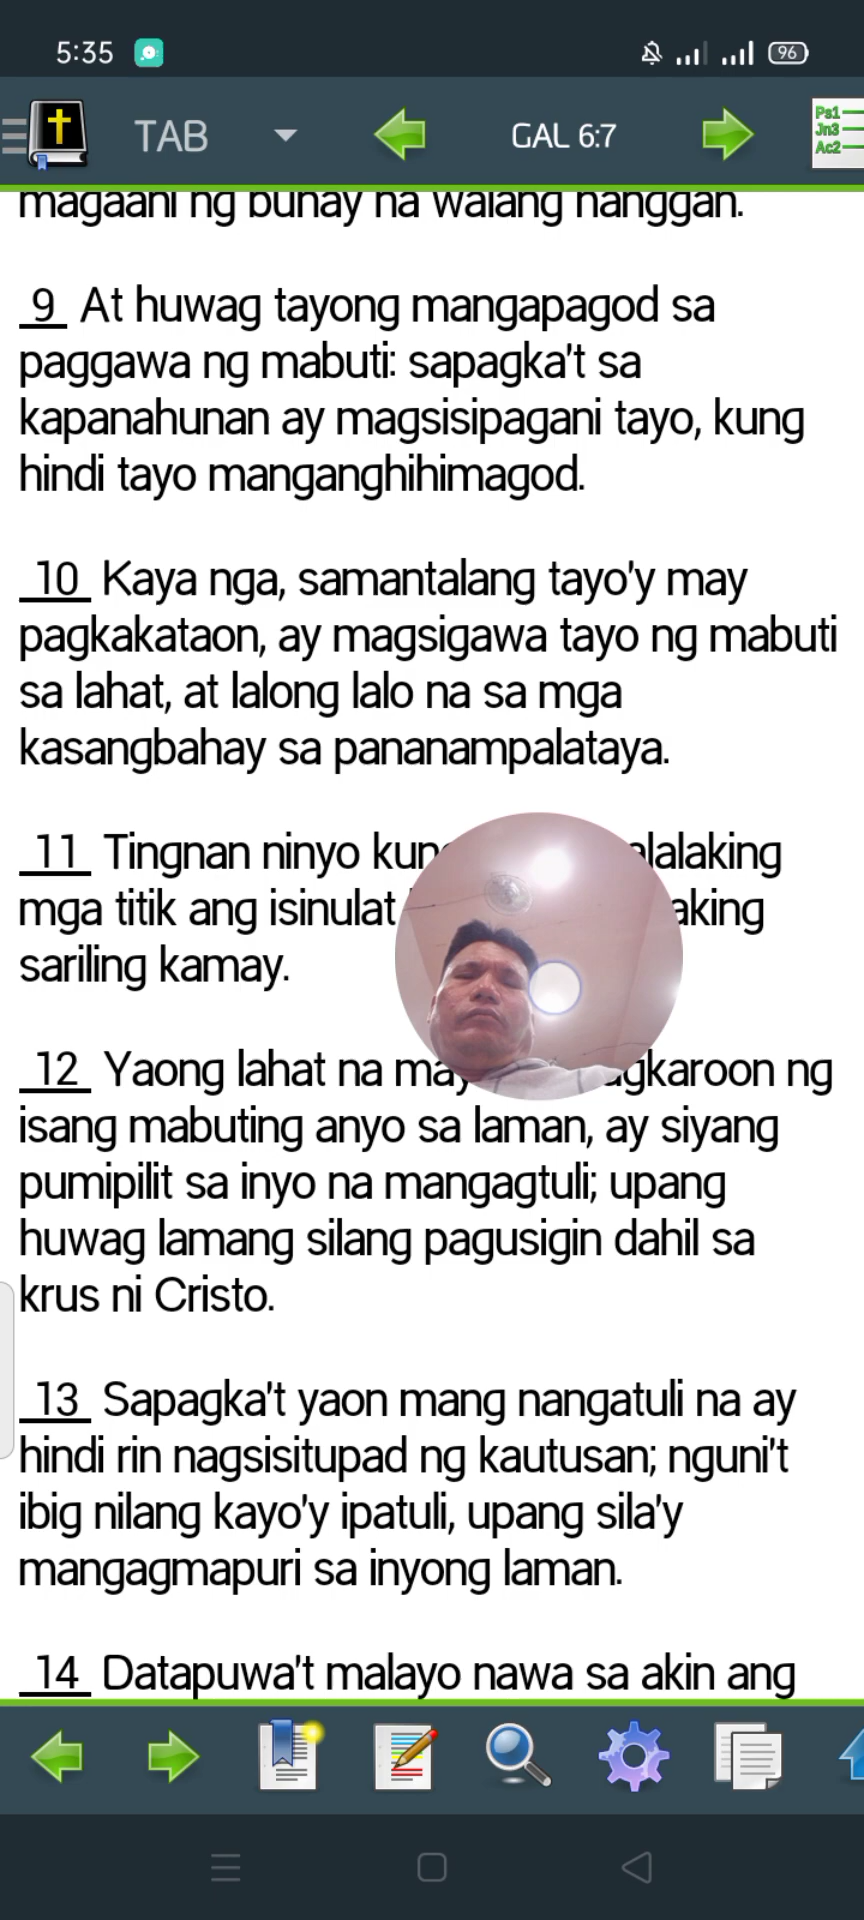 5:35
96
TAB
GAL 6:7
Ps1
Jn3
Ac2
magaani ng buhay na walang hanggan.
9 At huwag tayong mangapagod sa
paggawa ng mabuti: sapagka't sa
kapanahunan ay magsisipagani tayo, kung
hindi tayo manganghihimagod.
10 Kaya nga, samantalang tayo'y may
pagkakataon, ay magsigawa tayo ng mabuti
sa lahat, at lalong lalo na sa mga
kasangbahay sa pananampalataya.
11 Tingnan ninyo
mga titik ang isinulat
sariling kamay.
12 Yaong lahat na ng
isang mabuting anyo sa laman, ay siyang
pumipilit sa inyo na mangagtuli; upang
huwag lamang silang pagusigin dahil sa
krus ni Cristo.
13 Sapagka't yaon mang nangatuli na ay
hindi rin nagsisitupad ng kautusan; nguni't
ibig nilang kayo'y ipatuli, upang sila'y
mangagmapuri sa inyong laman.
14 Datapuwa't malayo nawa sa akin ang